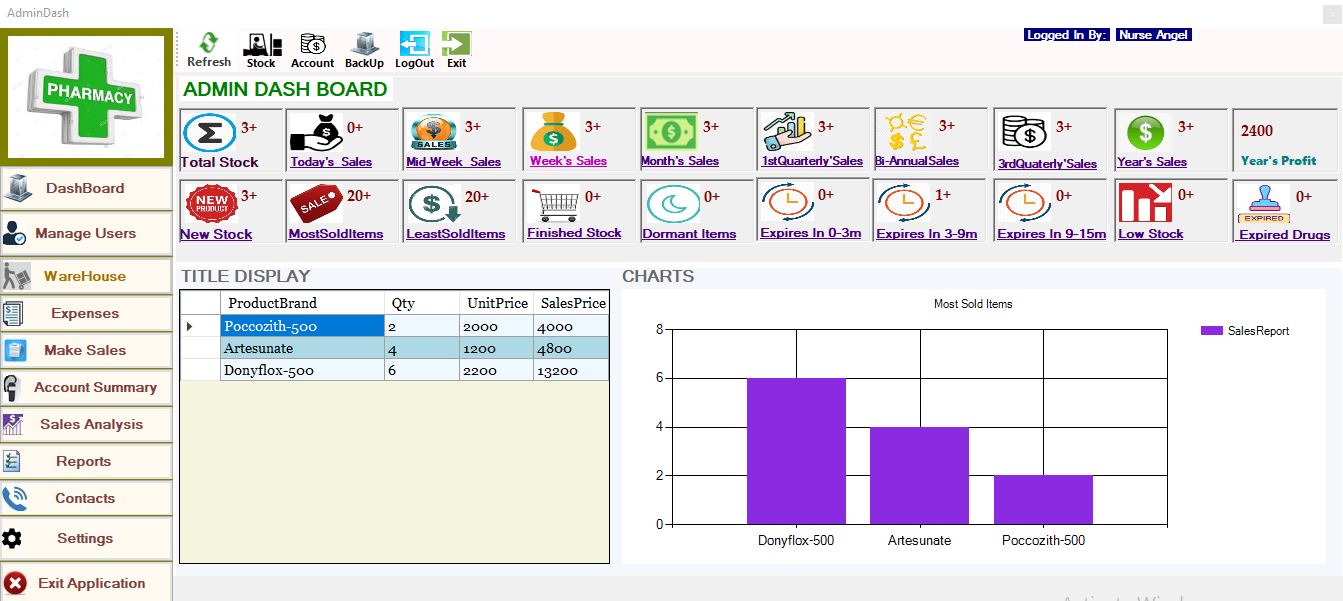 AdminDash
Logged In By: Nurse Angel
PHARMACY
Refresh Stock Account BackUp LogOut Exit
ADMIN DASH BOARD
3+ 0+ 3+ 3+ 3+ 3+ 3+ 3+ 3+ 2400
SALES
Total Stock Today's Sales Mid-Week Sales Week's Sales Month's Sales 1stQuarterly'Sales Bi-AnnualSales 3rdQuaterly'Sales Year's Sales Year's Profit
3+ 20+ 20+ 0+ 0+ 0+ 1+ 0+ 0+ 0+
NEW PRODUCT SALE EXPIRED
New Stock MostSoldItems LeastSoldItems Finished Stock Dormant Items Expires In 0-3m Expires In 3-9m Expires In 9-15m Low Stock Expired Drugs
DashBoard
Manage Users
WareHouse
Expenses
Make Sales
Account Summary
Sales Analysis
Reports
Contacts
Settings
Exit Application
TITLE DISPLAY
ProductBrand Qty UnitPrice SalesPrice
Poccozith-500 2 2000 4000
Artesunate 4 1200 4800
Donyflox-500 6 2200 13200
CHARTS
Most Sold Items
SalesReport
8
6
4
2
0
Donyflox-500 Artesunate Poccozith-500